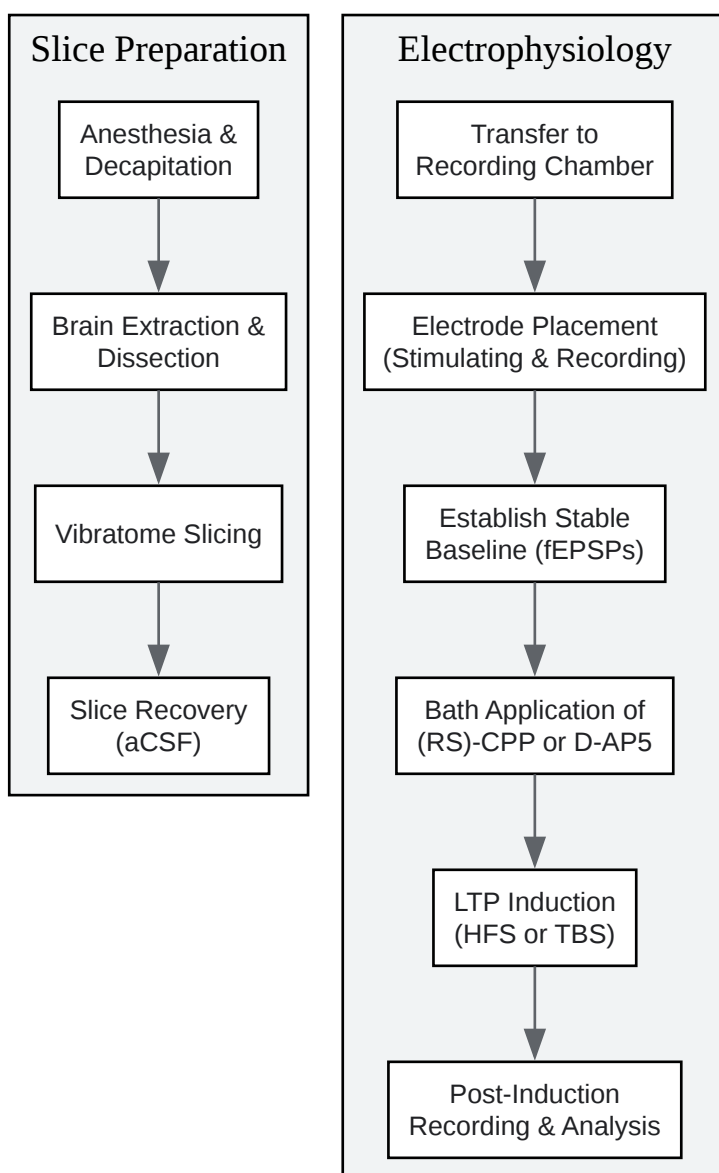 Slice Preparation
Anesthesia &
Decapitation
Brain Extraction &
Dissection
Vibratome Slicing
Slice Recovery
(aCSF)
Electrophysiology
Transfer to
Recording Chamber
Electrode Placement
(Stimulating & Recording)
Establish Stable
Baseline (fEPSPs)
Bath Application of
(RS)-CPP or D-AP5
LTP Induction
(HFS or TBS)
Post-Induction
Recording & Analysis